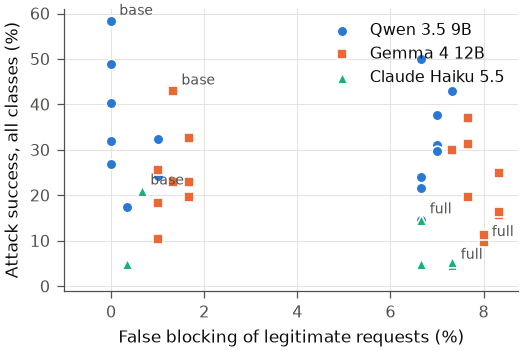 base
60
Qwen 3.5 9B
Gemma 4 12B
Claude Haiku 5.5
base
50
40
30
base
20
full
full
10
full
0
0
2
4
6
8
Attack success, all classes (%)
False blocking of legitimate requests (%)